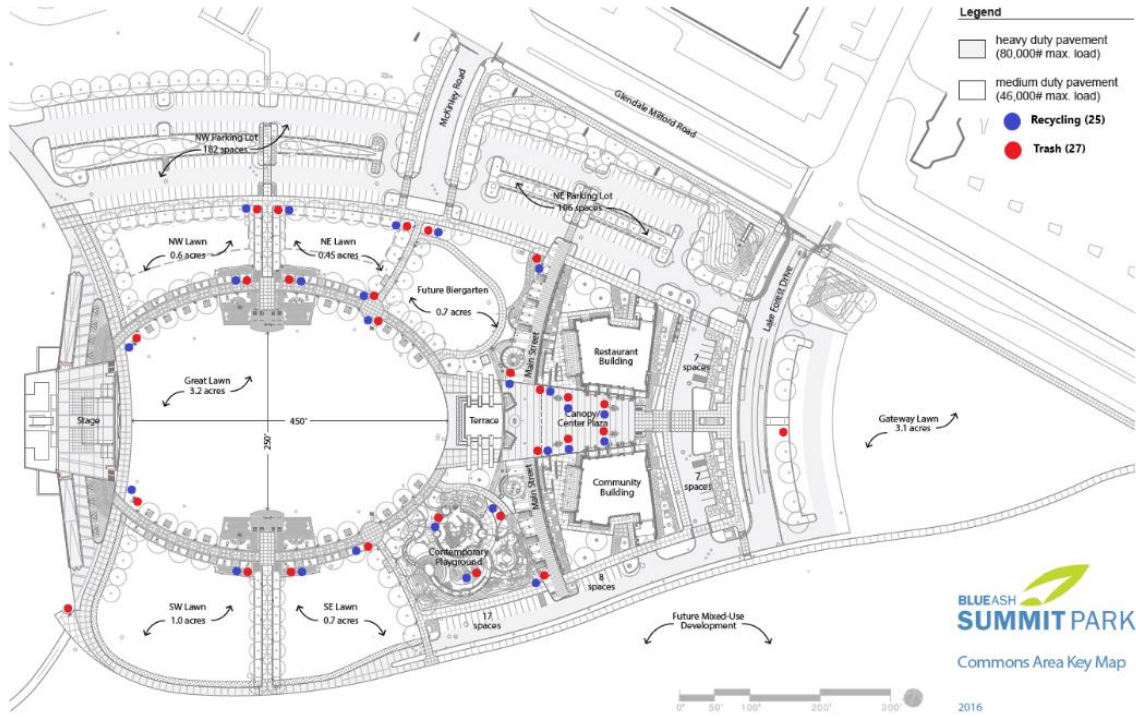 Legend
heavy duty pavement
(80,000# max. load)
medium duty pavement
(46,000# max. load)
Recycling (25)
Trash (27)
McKinley Road
Glendale Milford Road
NW Parking Lot
182 spaces
NE Parking Lot
106 spaces
NW Lawn
0.6 acres
NE Lawn
0.45 acres
Future Biergarten
0.7 acres
Lake Forest Drive
Main Street
Restaurant
Building
7
spaces
Great Lawn
3.2 acres
Stage
450'
250'
Terrace
Canopy/
Center Plaza
Gateway Lawn
3.1 acres
Main Street
Community
Building
7
spaces
Contemporary
Playground
8
spaces
17
spaces
SW Lawn
1.0 acres
SE Lawn
0.7 acres
Future Mixed-Use
Development
BLUEASH
SUMMIT PARK
Commons Area Key Map
2016
0' 50' 100' 200' 300'